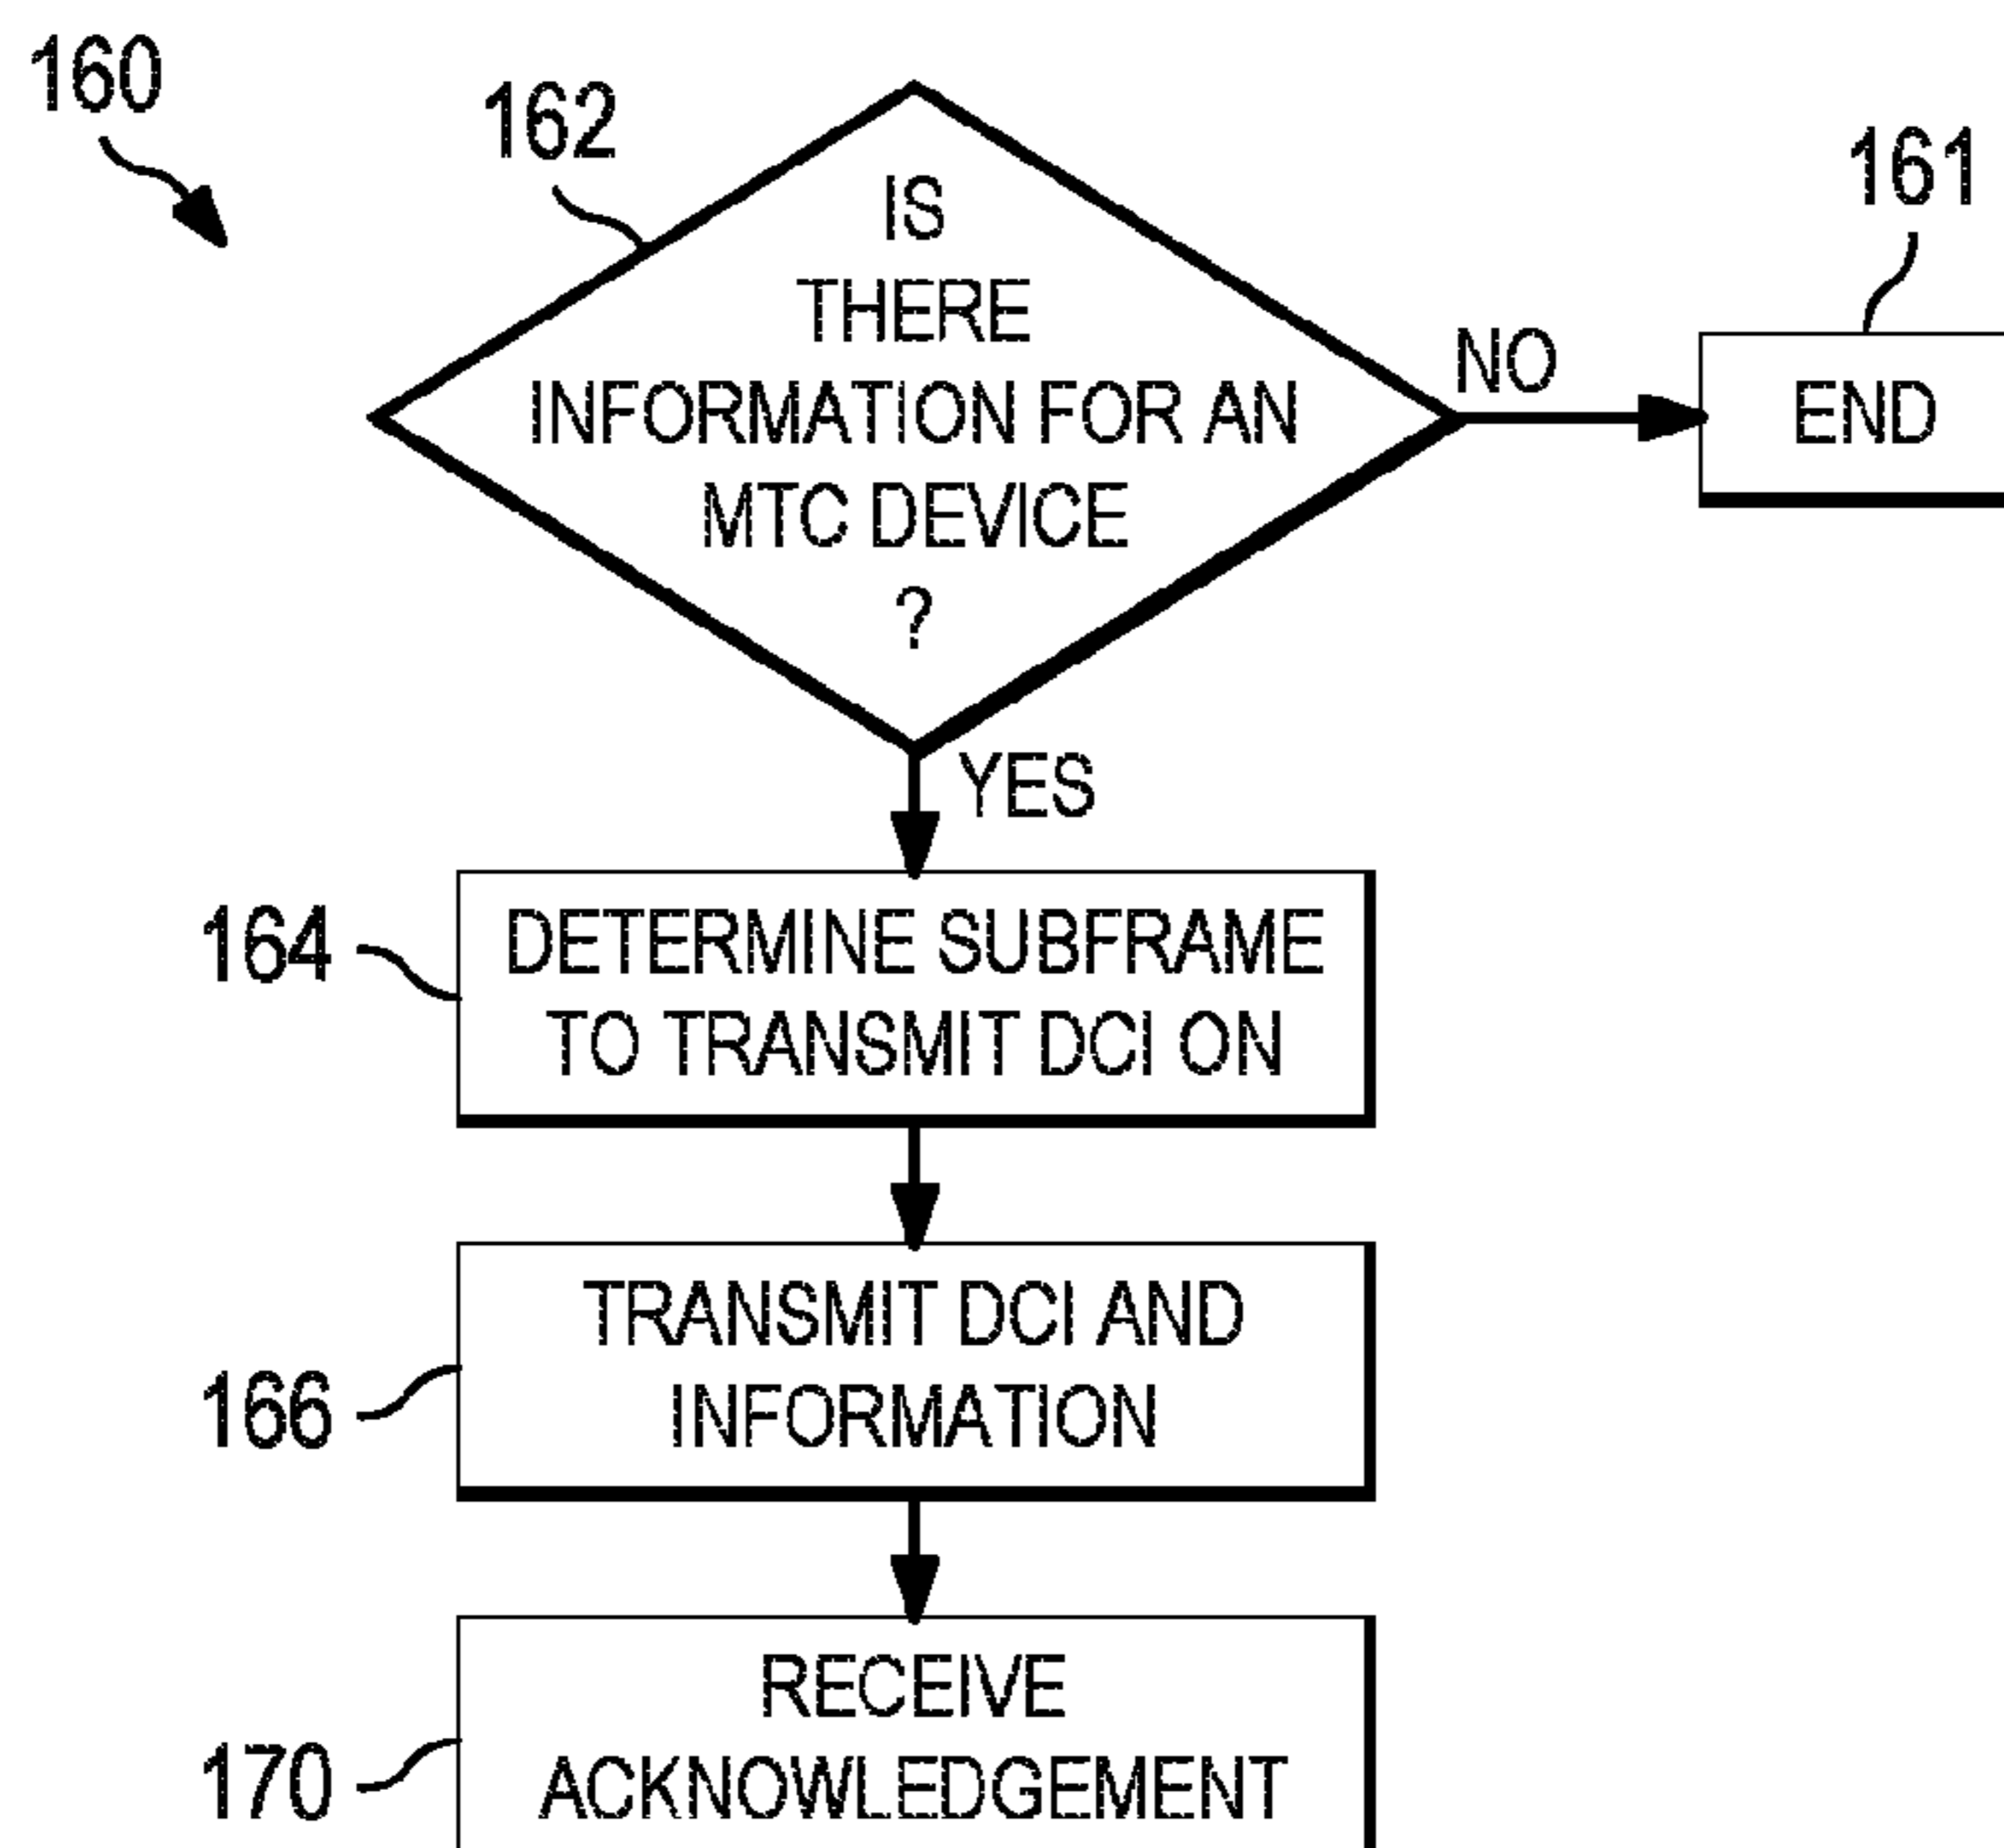 160
162
IS
THERE
INFORMATION FOR AN
MTC DEVICE
?
NO
161
END
YES
164
DETERMINE SUBFRAME
TO TRANSMIT DCI ON
166
TRANSMIT DCI AND
INFORMATION
170
RECEIVE
ACKNOWLEDGEMENT